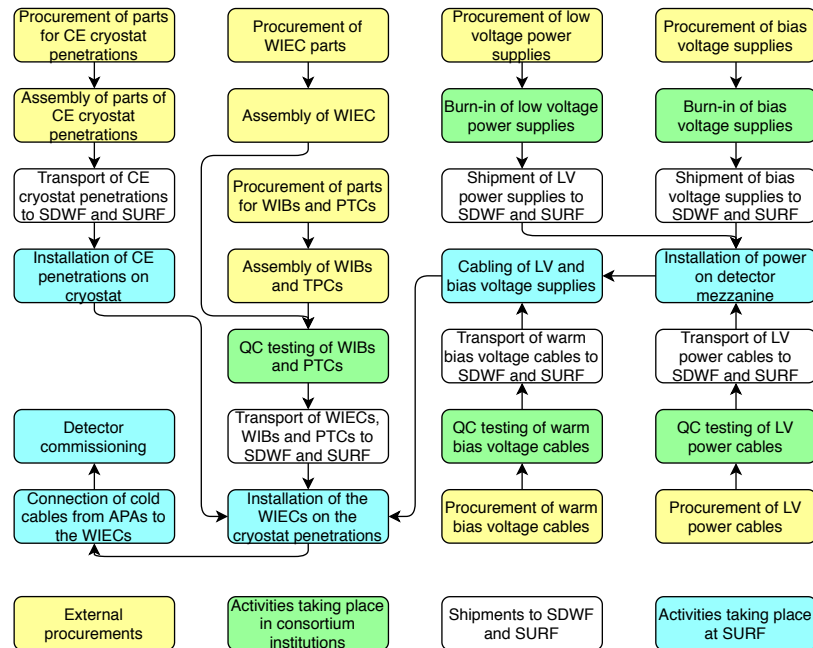 Procurement of parts
for CE cryostat
penetrations
Procurement of
WIEC parts
Procurement of low
voltage power
supplies
Procurement of bias
voltage supplies
Assembly of parts of
CE cryostat
penetrations
Assembly of WIEC
Burn-in of low voltage
power supplies
Burn-in of bias
voltage supplies
Transport of CE
cryostat penetrations
to SDWF and SURF
Procurement of parts
for WIBs and PTCs
Shipment of LV
power supplies to
SDWF and SURF
Shipment of bias
voltage supplies to
SDWF and SURF
Installation of CE
penetrations on
cryostat
Assembly of WIBs
and TPCs
Cabling of LV and
bias voltage supplies
Installation of power
on detector
mezzanine
QC testing of WIBs
and PTCs
Transport of warm
bias voltage cables to
SDWF and SURF
Transport of LV
power cables to
SDWF and SURF
Detector
commissioning
Transport of WIECs,
WIBs and PTCs to
SDWF and SURF
QC testing of warm
bias voltage cables
QC testing of LV
power cables
Connection of cold
cables from APAs to
the WIECs
Installation of the
WIECs on the
cryostat penetrations
Procurement of warm
bias voltage cables
Procurement of LV
power cables
External
procurements
Activities taking place
in consortium
institutions
Shipments to SDWF
and SURF
Activities taking place
at SURF